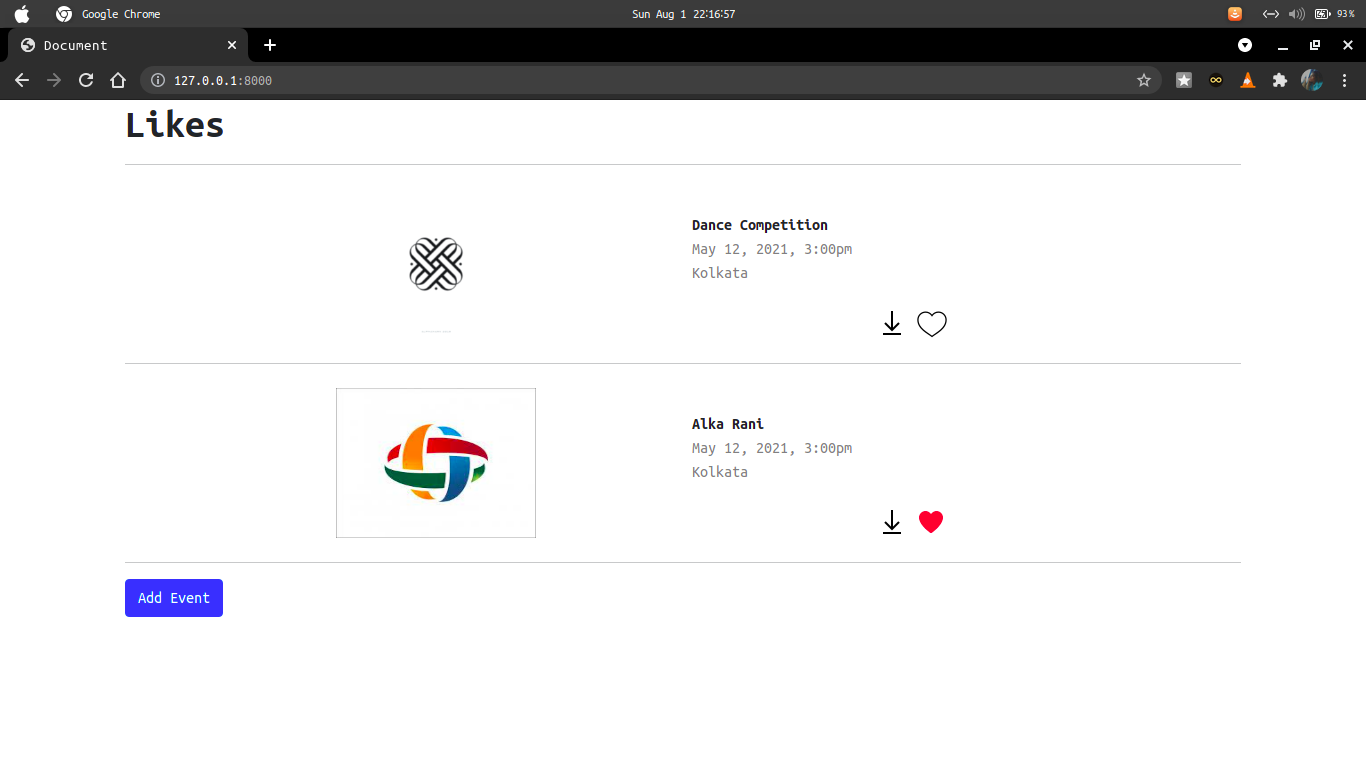 Google Chrome
Sun Aug 1 22:16:57
93%
Document
127.0.0.1:8000
Likes
Dance Competition
May 12, 2021, 3:00pm
Kolkata
Alka Rani
May 12, 2021, 3:00pm
Kolkata
Add Event